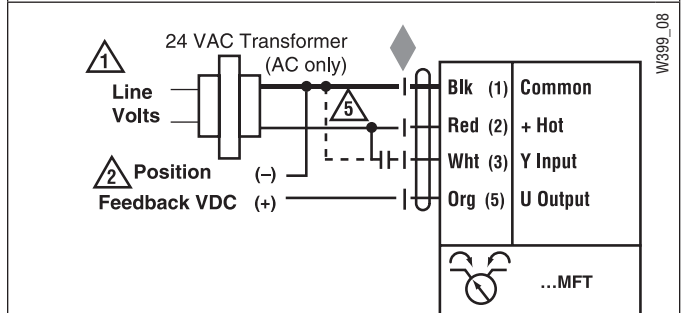 W399_08
24 VAC Transformer
(AC only)
1
Line
Volts
5
2 Position (–)
Feedback VDC (+)
Blk (1) Common
Red (2) + Hot
Wht (3) Y Input
Org (5) U Output
...MFT